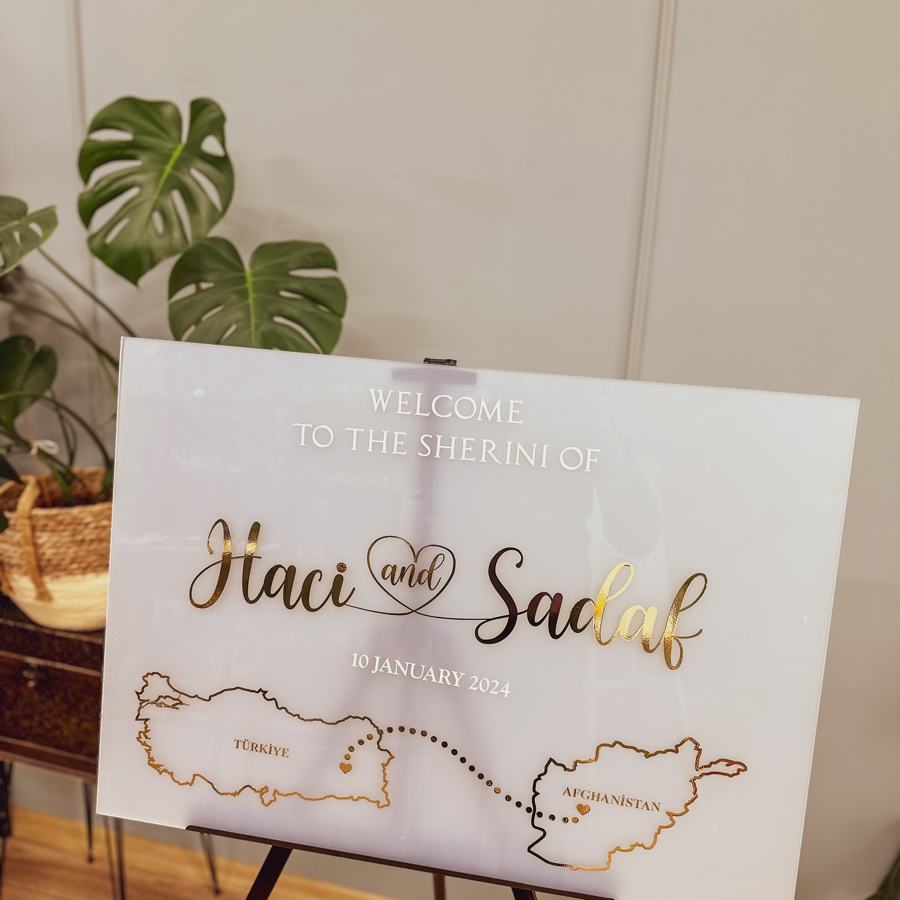 WELCOME
TO THE SHERINI OF
Haci and Sadaf
10 JANUARY 2024
TÜRKİYE
AFGHANİSTAN